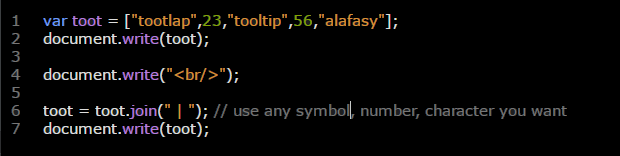 1 var toot = ["tootlap",23,"tooltip",56,"alafasy"];
2 document.write(toot);
3
4 document.write("<br/>");
5
6 toot = toot.join(" | "); // use any symbol, number, character you want
7 document.write(toot);